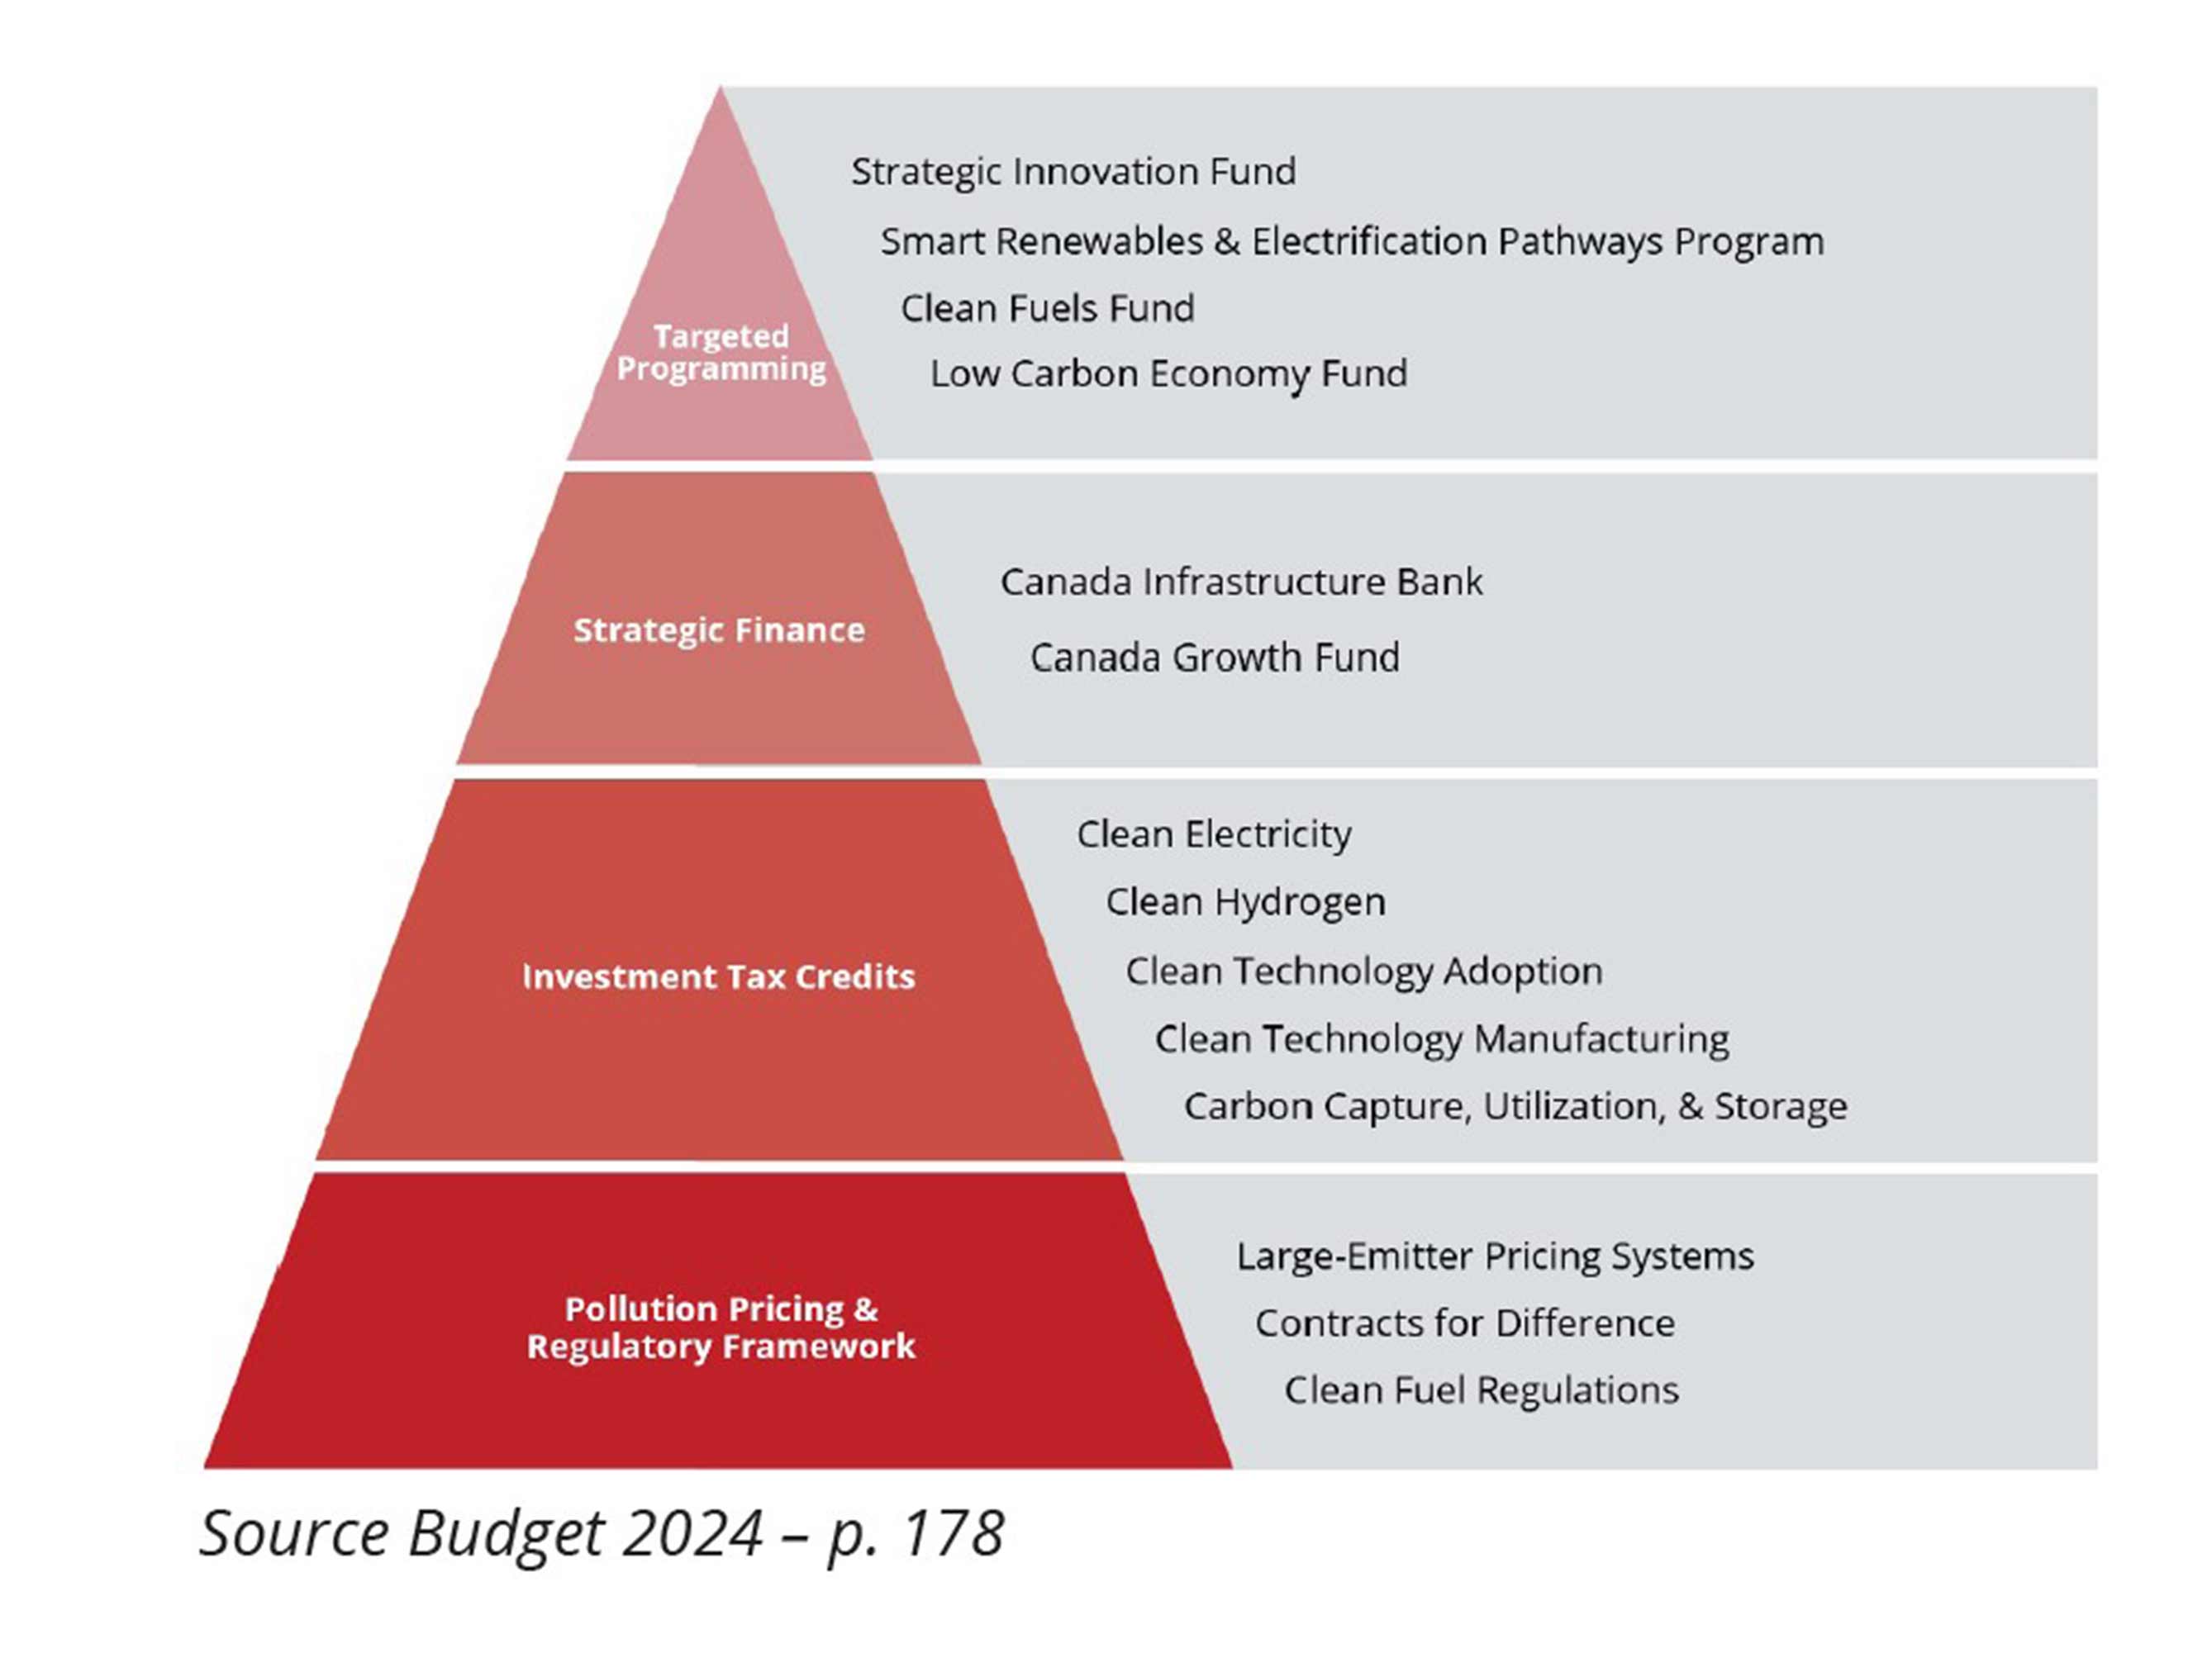 Targeted
Programming
Strategic Innovation Fund
Smart Renewables & Electrification Pathways Program
Clean Fuels Fund
Low Carbon Economy Fund
Strategic Finance
Canada Infrastructure Bank
Canada Growth Fund
Investment Tax Credits
Clean Electricity
Clean Hydrogen
Clean Technology Adoption
Clean Technology Manufacturing
Carbon Capture, Utilization, & Storage
Pollution Pricing &
Regulatory Framework
Large-Emitter Pricing Systems
Contracts for Difference
Clean Fuel Regulations
Source Budget 2024 – p. 178